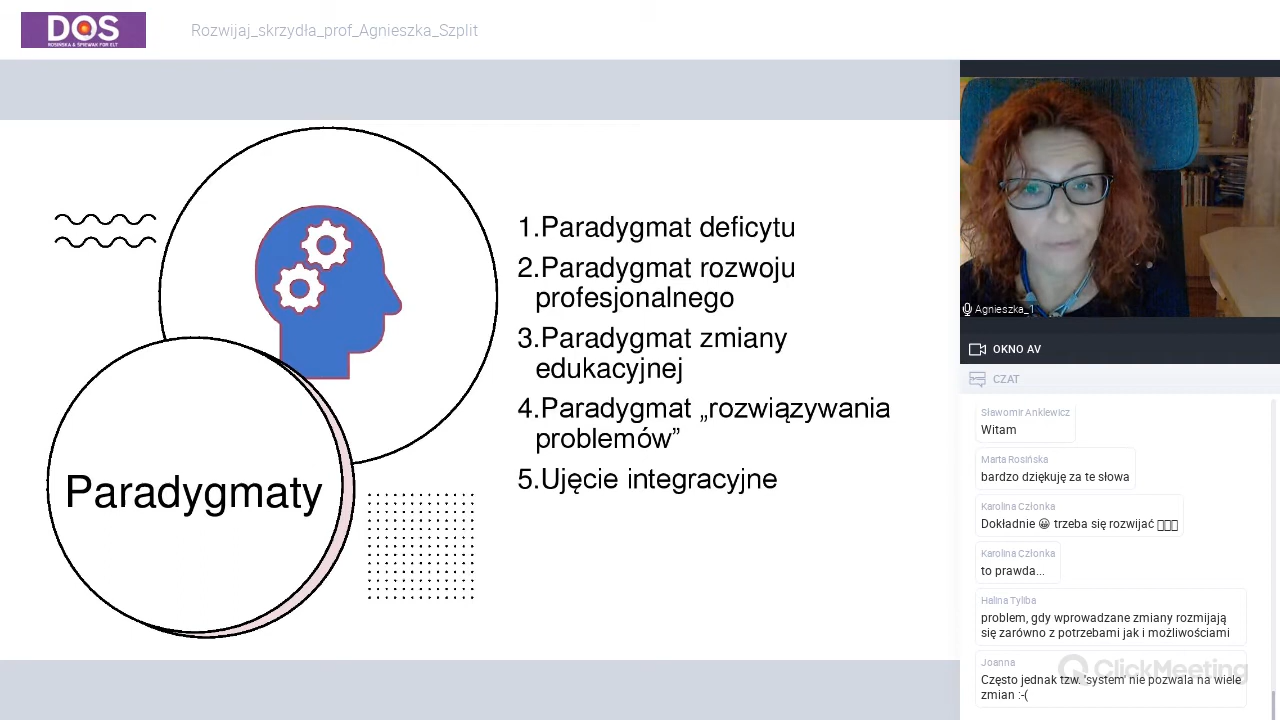 DOS
ROSIŃSKA & ŚPIEWAK FOR ELT
Rozwijaj_skrzydła_prof_Agnieszka_Szplit
Paradygmaty
1.Paradygmat deficytu
2.Paradygmat rozwoju
profesjonalnego
3.Paradygmat zmiany
edukacyjnej
4.Paradygmat „rozwiązywania
problemów”
5.Ujęcie integracyjne
Agnieszka_1
OKNO AV
CZAT
Sławomir Anklewicz
Witam
Marta Rosińska
bardzo dziękuję za te słowa
Karolina Członka
Dokładnie 😀 trzeba się rozwijać
Karolina Członka
to prawda...
Halina Tyliba
problem, gdy wprowadzane zmiany rozmijają
się zarówno z potrzebami jak i możliwościami
Joanna
Często jednak tzw. 'system' nie pozwala na wiele
zmian :-(
ClickMeeting